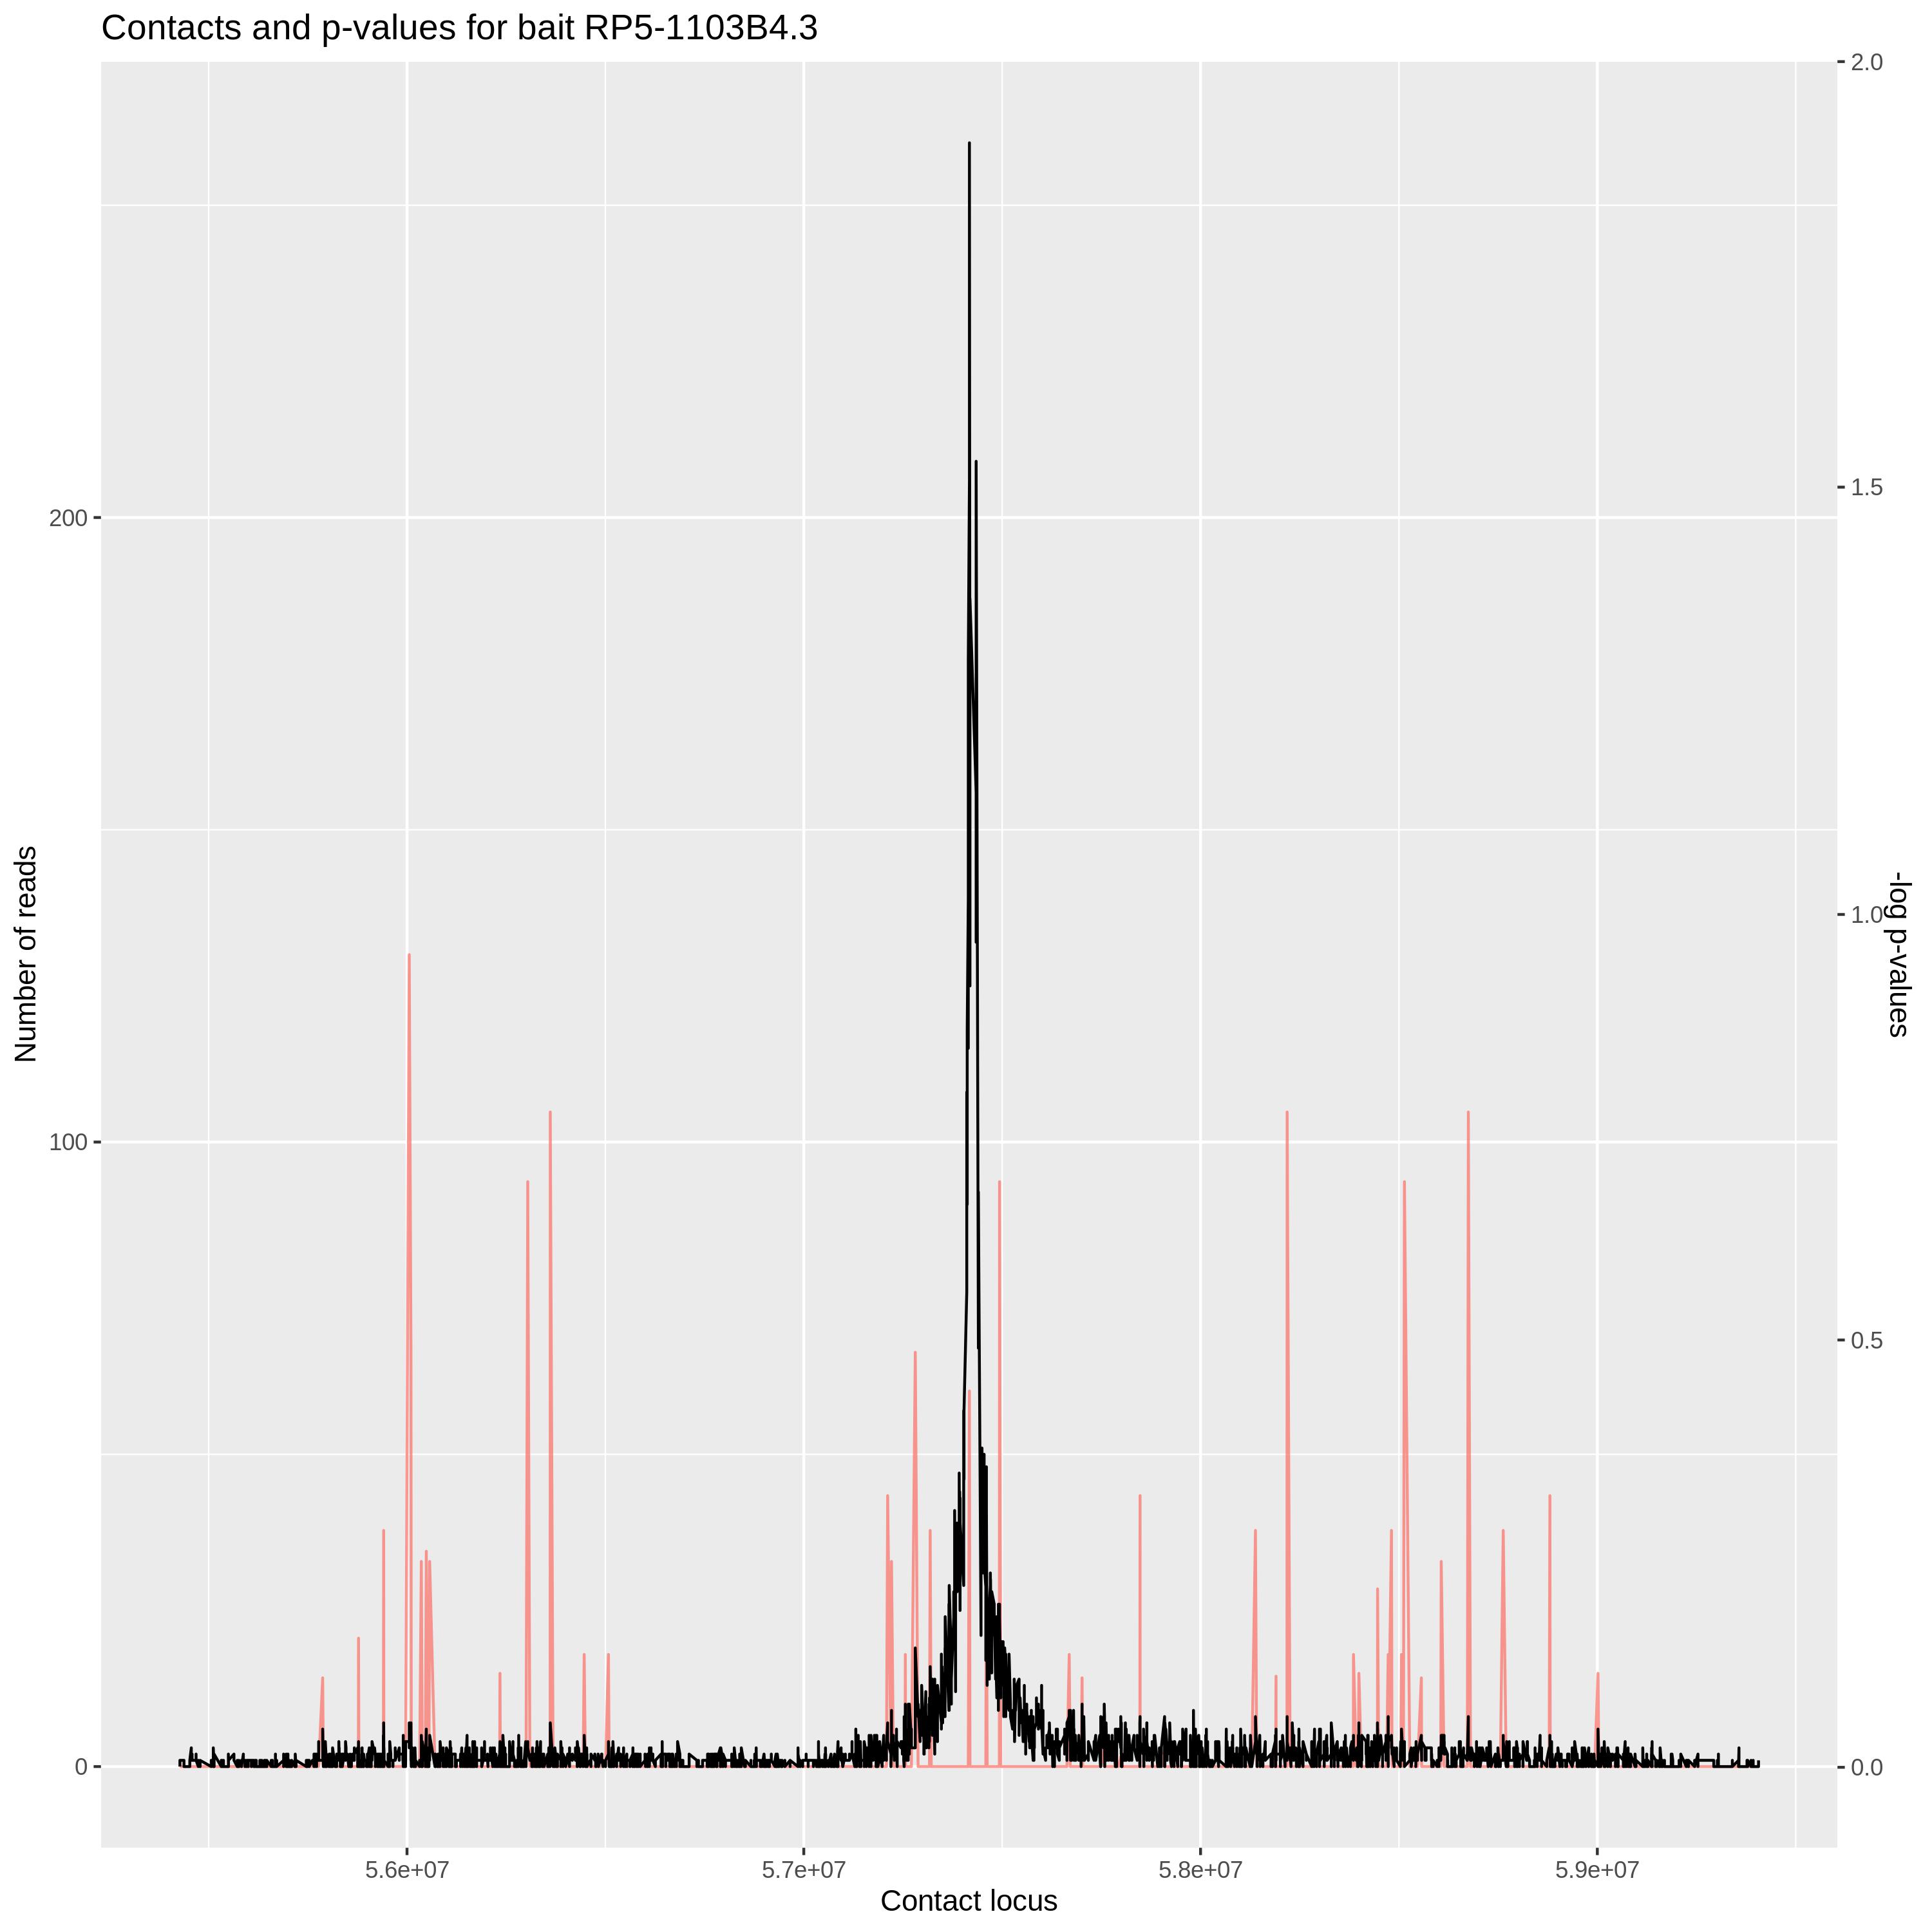 Contacts and p-values for bait RP5-1103B4.3
Number of reads
200
100
0
2.0
1.5
1.0
0.5
0.0
-log p-values
5.6e+07
5.7e+07
5.8e+07
5.9e+07
Contact locus